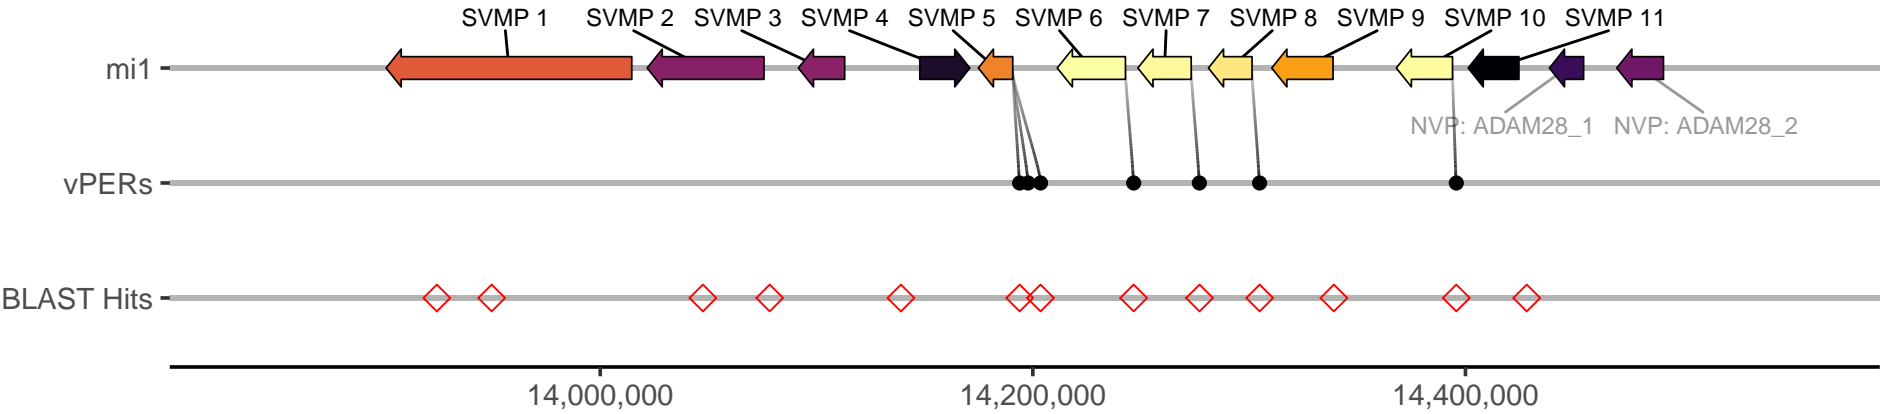 SVMP 1 SVMP 2 SVMP 3 SVMP 4 SVMP 5 SVMP 6 SVMP 7 SVMP 8 SVMP 9 SVMP 10 SVMP 11
mi1
NVP: ADAM28_1 NVP: ADAM28_2
vPERs
BLAST Hits
14,000,000 14,200,000 14,400,000